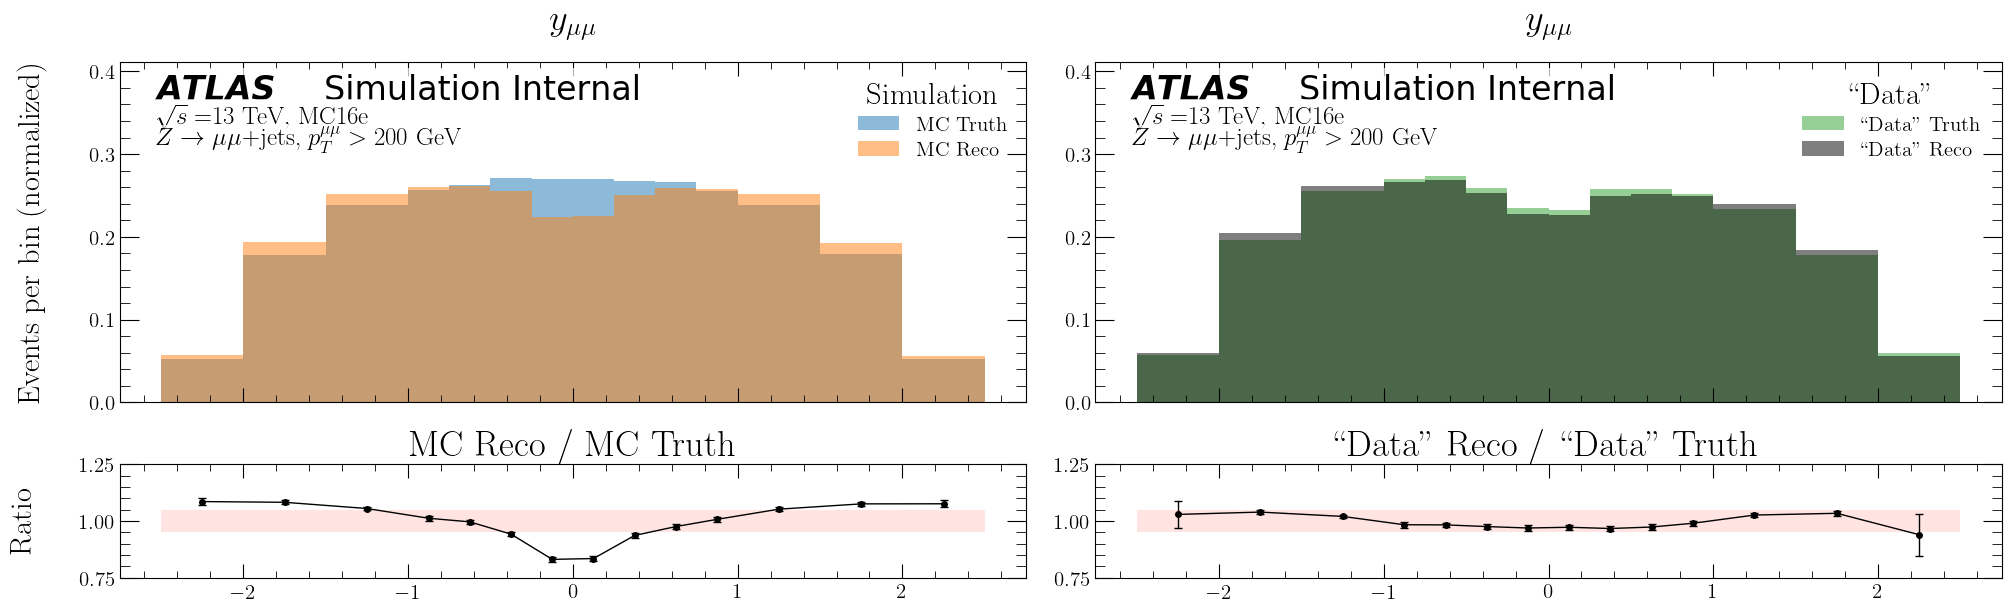 y_{μμ}
ATLAS Simulation Internal
√s =13 TeV, MC16e
Z → μμ+jets, p_T^{μμ} > 200 GeV
Simulation
MC Truth
MC Reco
Events per bin (normalized)
0.4
0.3
0.2
0.1
0.0
MC Reco / MC Truth
Ratio
1.25
1.00
0.75
−2
−1
0
1
2
y_{μμ}
ATLAS Simulation Internal
√s =13 TeV, MC16e
Z → μμ+jets, p_T^{μμ} > 200 GeV
“Data”
“Data” Truth
“Data” Reco
0.4
0.3
0.2
0.1
0.0
“Data” Reco / “Data” Truth
1.25
1.00
0.75
−2
−1
0
1
2